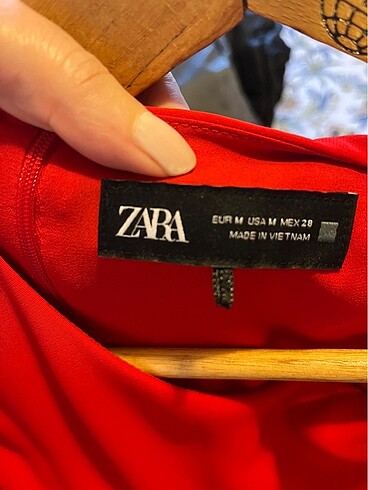 ZARA
EUR M USA M MEX 28
MADE IN VIETNAM